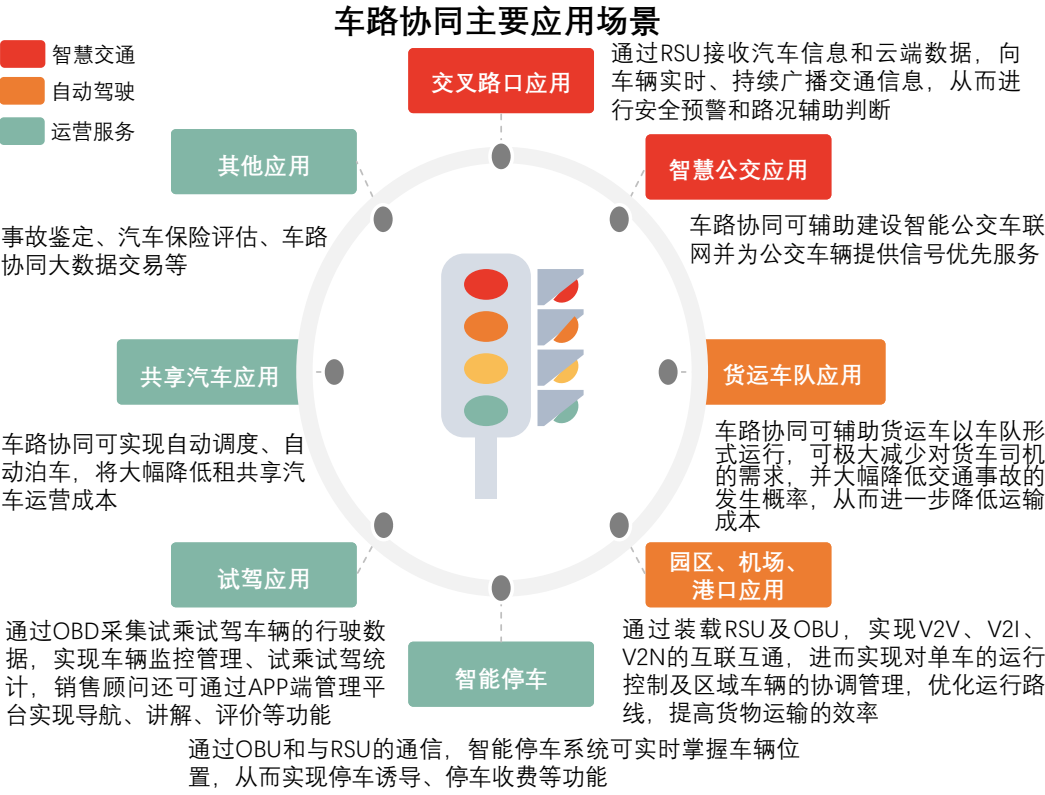 车路协同主要应用场景
智慧交通
自动驾驶
运营服务
交叉路口应用
通过RSU接收汽车信息和云端数据，向
车辆实时、持续广播交通信息，从而进
行安全预警和路况辅助判断
智慧公交应用
车路协同可辅助建设智能公交车联
网并为公交车辆提供信号优先服务
货运车队应用
车路协同可辅助货运车以车队形
式运行，可极大减少对货车司机
的需求，并大幅降低交通事故的
发生概率，从而进一步降低运输
成本
园区、机场、
港口应用
通过装载RSU及OBU，实现V2V、V2I、
V2N的互联互通，进而实现对单车的运行
控制及区域车辆的协调管理，优化运行路
线，提高货物运输的效率
智能停车
通过OBU和与RSU的通信，智能停车系统可实时掌握车辆位
置，从而实现停车诱导、停车收费等功能
试驾应用
通过OBD采集试乘试驾车辆的行驶数
据，实现车辆监控管理、试乘试驾统
计，销售顾问还可通过APP端管理平
台实现导航、讲解、评价等功能
共享汽车应用
车路协同可实现自动调度、自
动泊车，将大幅降低租共享汽
车运营成本
其他应用
事故鉴定、汽车保险评估、车路
协同大数据交易等